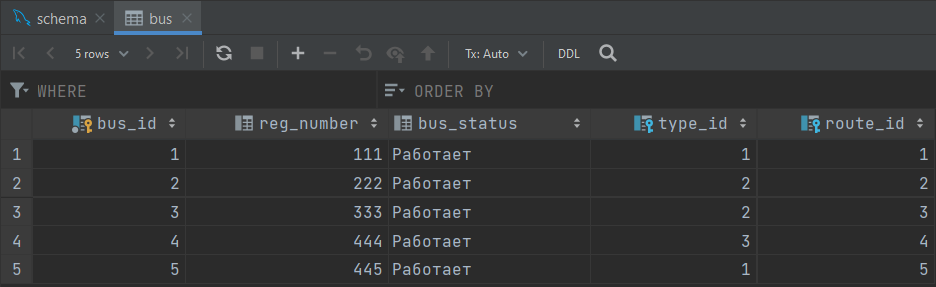 schema bus
5 rows Tx: Auto DDL
WHERE ORDER BY
bus_id reg_number bus_status type_id route_id
1 1 111 Работает 1 1
2 2 222 Работает 2 2
3 3 333 Работает 2 3
4 4 444 Работает 3 4
5 5 445 Работает 1 5